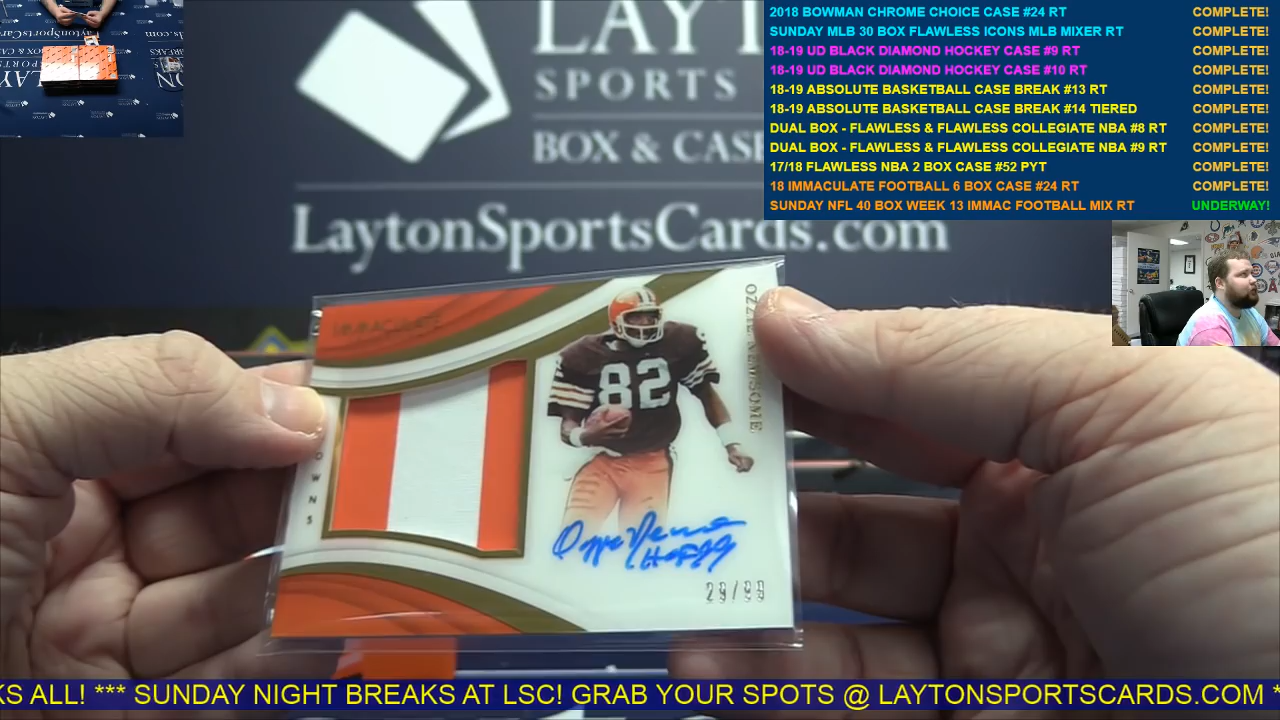 LAYT
SPORTS
BOX & CASE
LaytonSportsCards.com
2018 BOWMAN CHROME CHOICE CASE #24 RT COMPLETE!
SUNDAY MLB 30 BOX FLAWLESS ICONS MLB MIXER RT COMPLETE!
18-19 UD BLACK DIAMOND HOCKEY CASE #9 RT COMPLETE!
18-19 UD BLACK DIAMOND HOCKEY CASE #10 RT COMPLETE!
18-19 ABSOLUTE BASKETBALL CASE BREAK #13 RT COMPLETE!
18-19 ABSOLUTE BASKETBALL CASE BREAK #14 TIERED COMPLETE!
DUAL BOX - FLAWLESS & FLAWLESS COLLEGIATE NBA #8 RT COMPLETE!
DUAL BOX - FLAWLESS & FLAWLESS COLLEGIATE NBA #9 RT COMPLETE!
17/18 FLAWLESS NBA 2 BOX CASE #52 PYT COMPLETE!
18 IMMACULATE FOOTBALL 6 BOX CASE #24 RT COMPLETE!
SUNDAY NFL 40 BOX WEEK 13 IMMAC FOOTBALL MIX RT UNDERWAY!
IMMACULATE
OWNS
82
OZZIE NEWSOME
29/99
KS ALL! *** SUNDAY NIGHT BREAKS AT LSC! GRAB YOUR SPOTS @ LAYTONSPORTSCARDS.COM *